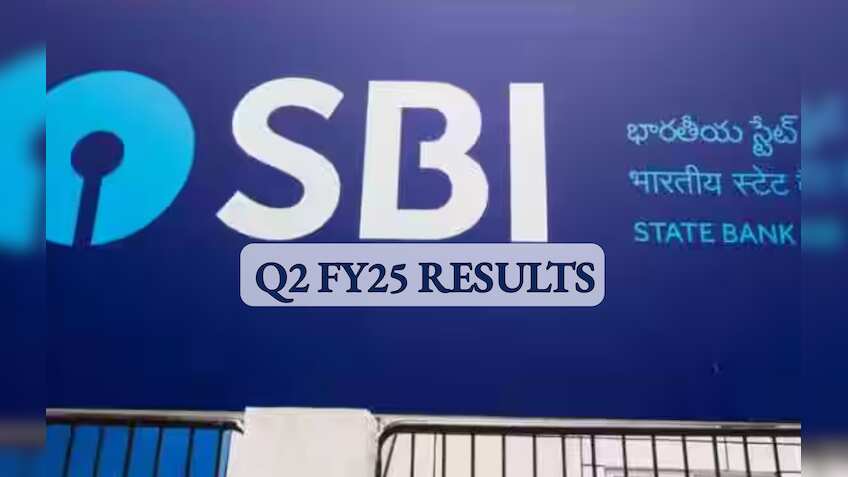 SBI
భారతీయ స్టేట్
भारतीय स्टेट
STATE BANK
Q2 FY25 RESULTS